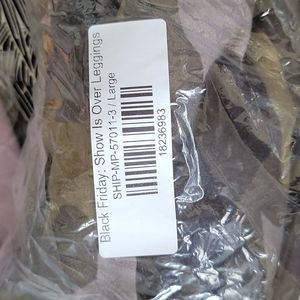 Black Friday: Show Is Over Leggings
SHIP-MP-57011-3 / Large
18236983